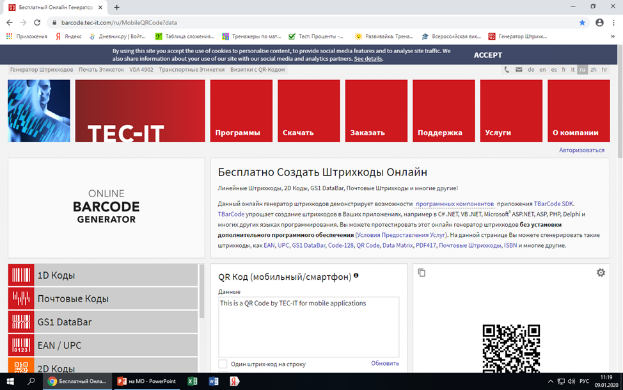 Бесплатный Онлайн Генератор
barcode.tec-it.com/ru/MobileQRCode?data
Приложения Яндекс Дневник.ру | Войт... Таблица сложения... Тренажеры по мат... Тест: Проценты –... Развивайка. Трена... Всероссийская вик... Генератор Штрихк...
By using this site you accept the use of cookies to personalise content, to provide social media features and to analyse site traffic. We
also share information about your use of our site with our social media and analytics partners. See details.
ACCEPT
Генератор Штрихкодов Печать Этикеток VDA 4902 Транспортные Этикетки Визитки с QR-Кодом
de en es fr it ru zh hr
TEC-IT
Программы Скачать Заказать Поддержка Услуги О компании
Авторизоваться
ONLINE
BARCODE
GENERATOR
Бесплатно Создать Штрихкоды Онлайн
Линейные Штрихкоды, 2D Коды, GS1 DataBar, Почтовые Штрихкоды и многие другие!
Данный онлайн генератор штрихкодов демонстрирует возможности программных компонентов приложения TBarCode SDK.
TBarCode упрощает создание штрихкодов в Ваших приложениях, например в C# .NET, VB .NET, Microsoft® ASP.NET, ASP, PHP, Delphi и
многих других языках программирования. Вы можете протестировать этот онлайн генератор штрихкодов без установки
дополнительного программного обеспечения (Условия Предоставления Услуг). На данной странице Вы можете сгенерировать такие
штрихкоды, как EAN, UPC, GS1 DataBar, Code-128, QR Code, Data Matrix, PDF417, Почтовые Штрихкоды, ISBN и многие другие.
1D Коды
Почтовые Коды
GS1 DataBar
EAN / UPC
2D Коды
QR Код (мобильный/смартфон)
Данные
This is a QR Code by TEC-IT for mobile applications
Один штрих-код на строку
Обновить
Бесплатный Онла...
на МО - PowerPoint
РУС
11:19
09.01.2020